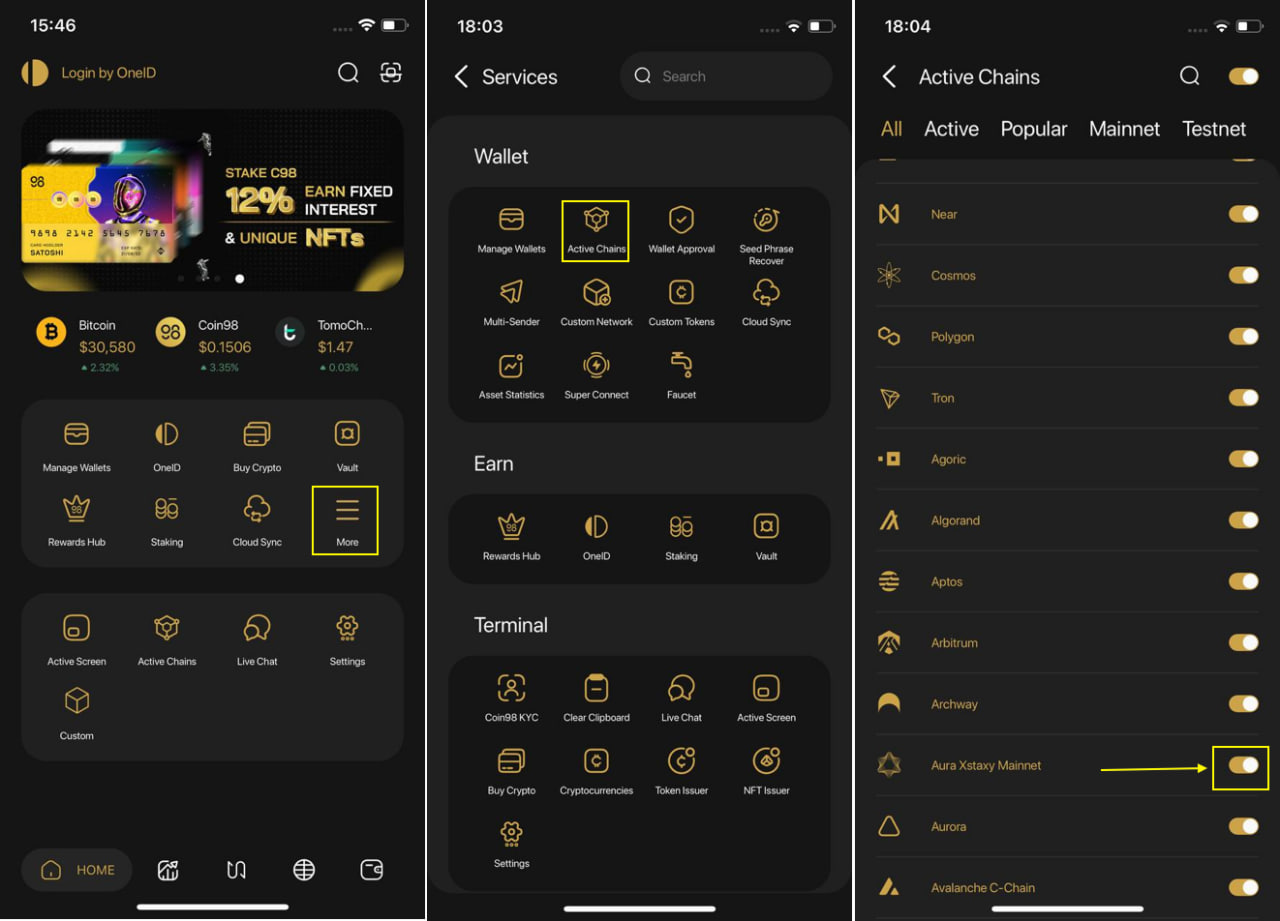 15:46
Login by OneID
98
STAKE C98
12% EARN FIXED INTEREST
& UNIQUE NFTs
9898 2142 5645 7678
SATOSHI
Bitcoin
$30,580
2.32%
Coin98
$0.1506
3.35%
TomoCh...
$1.47
0.03%
Manage Wallets
OneID
Buy Crypto
Vault
Rewards Hub
Staking
Cloud Sync
More
Active Screen
Active Chains
Live Chat
Settings
Custom
HOME
18:03
Services
Search
Wallet
Manage Wallets
Active Chains
Wallet Approval
Seed Phrase
Recover
Multi-Sender
Custom Network
Custom Tokens
Cloud Sync
Asset Statistics
Super Connect
Faucet
Earn
Rewards Hub
OneID
Staking
Vault
Terminal
Coin98 KYC
Clear Clipboard
Live Chat
Active Screen
Buy Crypto
Cryptocurrencies
Token Issuer
NFT Issuer
Settings
18:04
Active Chains
All Active Popular Mainnet Testnet
Near
Cosmos
Polygon
Tron
Agoric
Algorand
Aptos
Arbitrum
Archway
Aura Xstaxy Mainnet
Aurora
Avalanche C-Chain